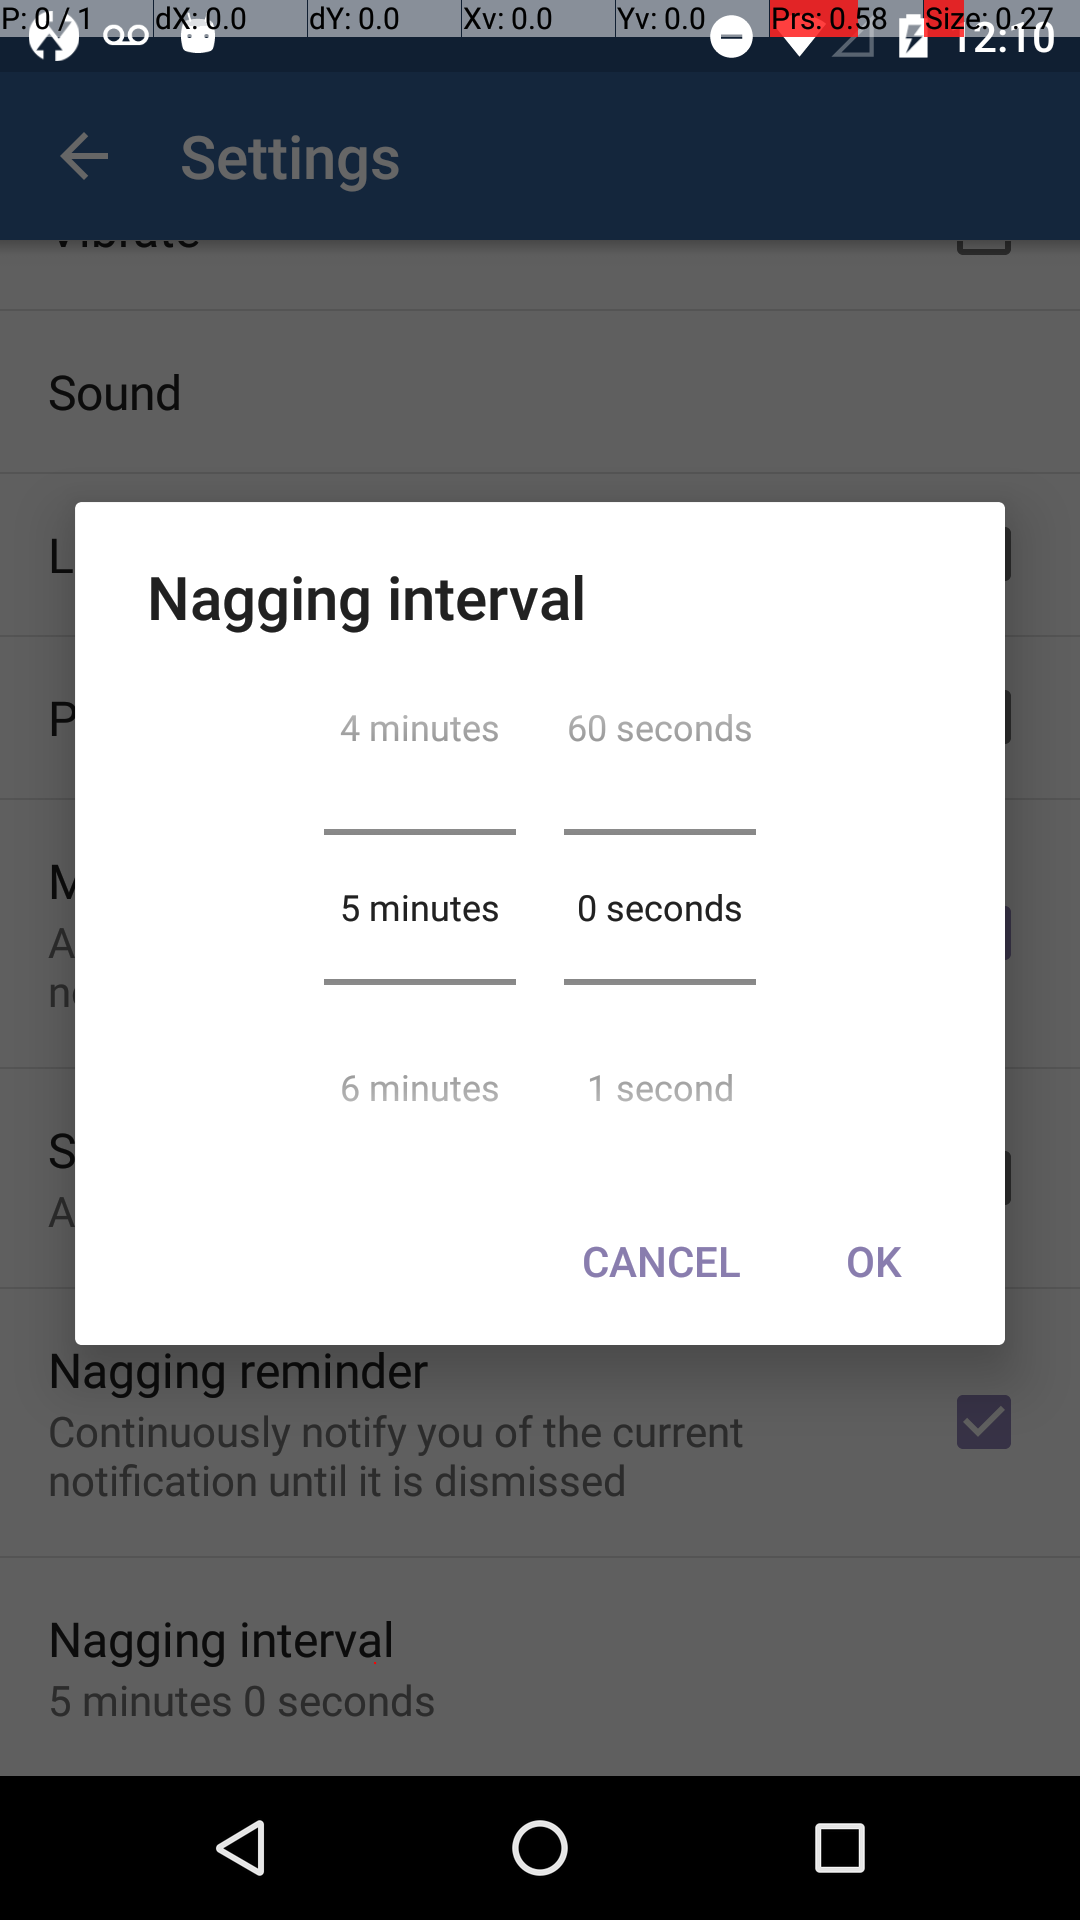 P: 0 / 1 dX: 0.0 dY: 0.0 Xv: 0.0 Yv: 0.0 Prs: 0.58 Size: 0.27
12:10
Settings
Vibrate
Sound
L
P
Nagging interval
4 minutes 60 seconds
5 minutes 0 seconds
6 minutes 1 second
CANCEL OK
M
A
S
A
Nagging reminder
Continuously notify you of the current
notification until it is dismissed
Nagging interval
5 minutes 0 seconds